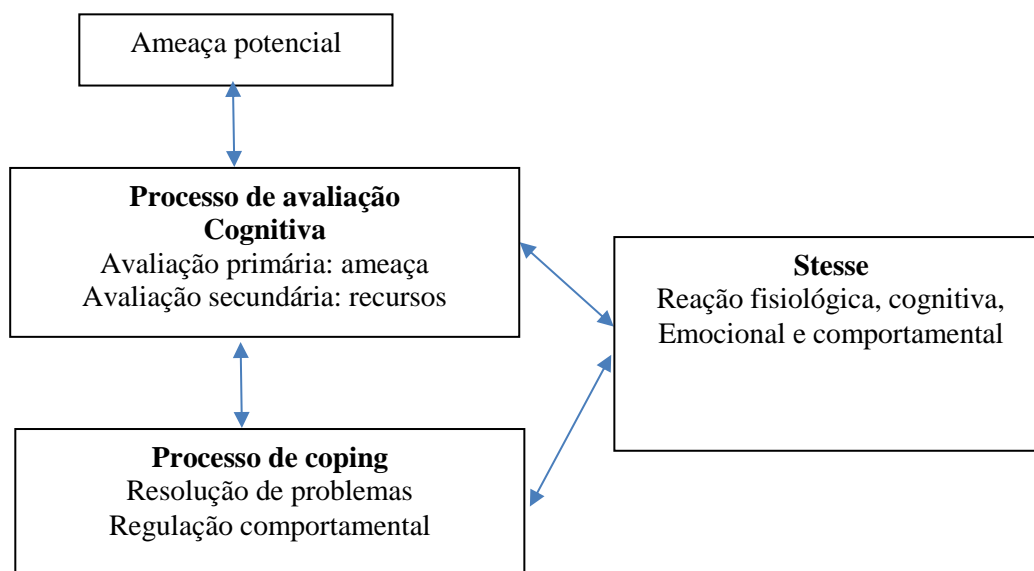 Ameaça potencial
Processo de avaliação
Cognitiva
Avaliação primária: ameaça
Avaliação secundária: recursos
Stesse
Reação fisiológica, cognitiva,
Emocional e comportamental
Processo de coping
Resolução de problemas
Regulação comportamental